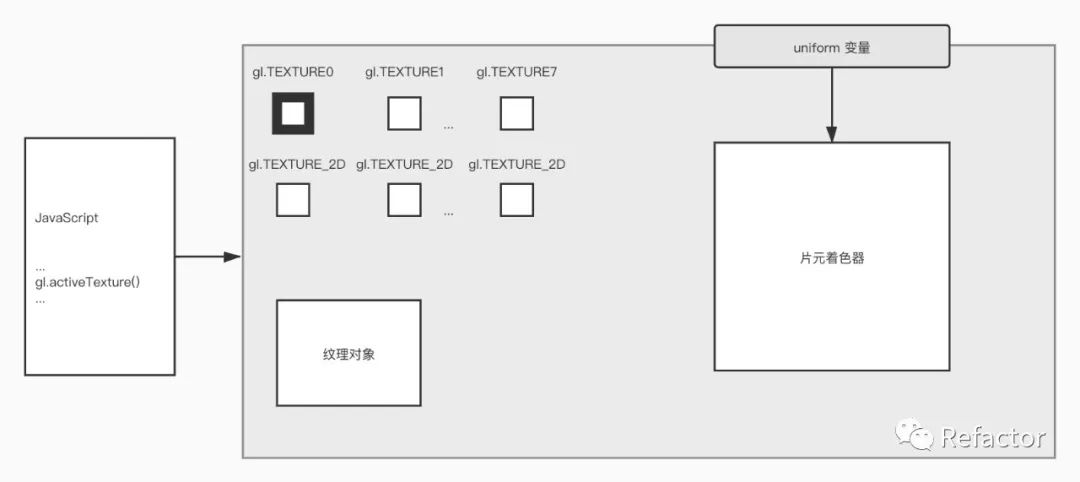 uniform 变量
gl.TEXTURE0 gl.TEXTURE1 gl.TEXTURE7
...
gl.TEXTURE_2D gl.TEXTURE_2D gl.TEXTURE_2D
...
JavaScript
...
gl.activeTexture()
...
片元着色器
纹理对象
Refactor